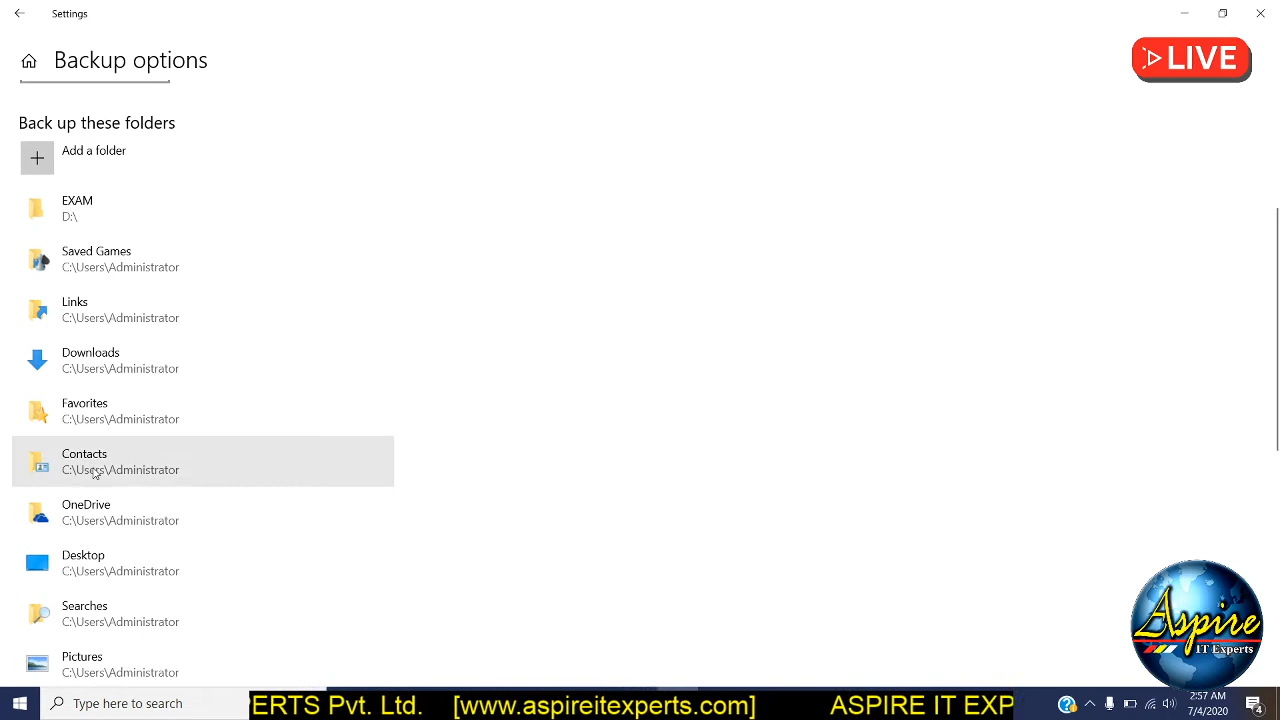 Settings
Backup options
LIVE
Back up these folders
Add a folder
EXAM
D:\
Saved Games
C:\Users\Administrator
Links
C:\Users\Administrator
Downloads
C:\Users\Administrator
Favorites
C:\Users\Administrator
Contacts
C:\Users\Administrator
OneDrive
C:\Users\Administrator
Desktop
C:\Users\Administrator
Searches
C:\Users\Administrator
Pictures
C:\Users\Administrator
Aspire
IT Experts
Type here to sear
PERTS Pvt. Ltd. [www.aspireitexperts.com] ASPIRE IT EXP
2:57 AM
7/4/2020
4